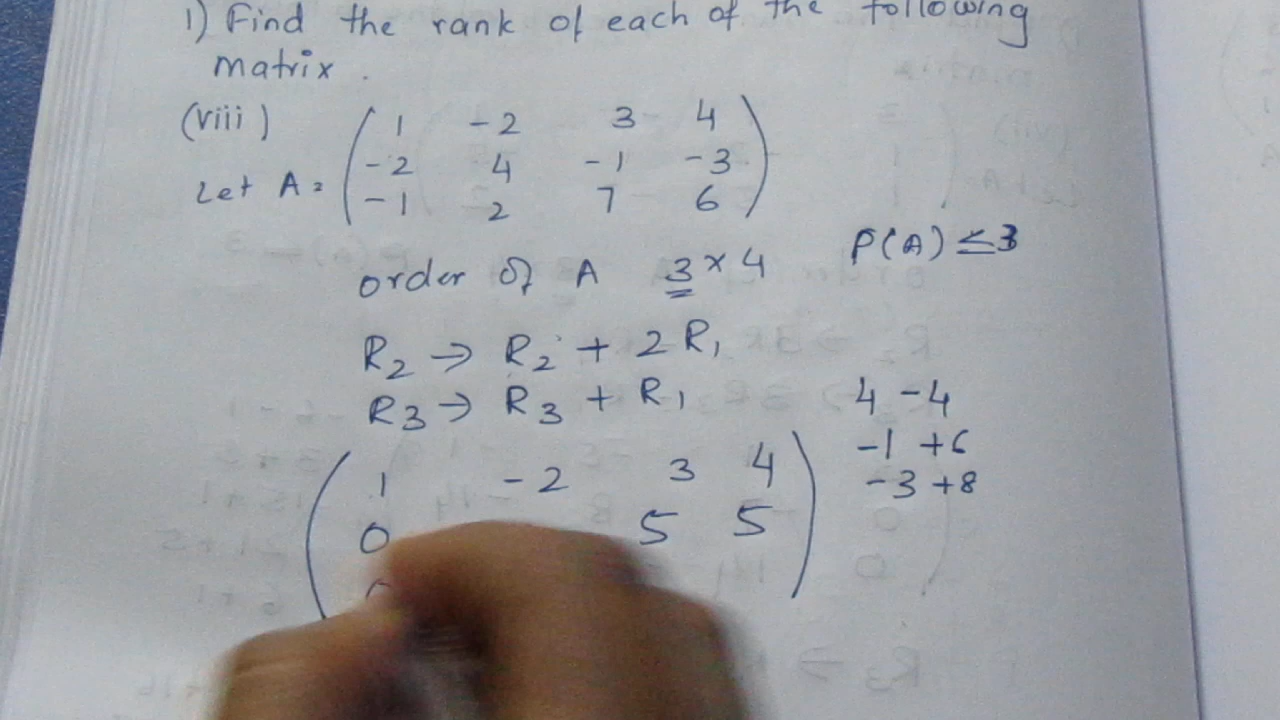 1) Find the rank of each of the following
matrix.
(viii)
1 -2 3 4
Let A = -2 4 -1 -3
-1 2 7 6
order of A 3 × 4 P(A) ≤ 3
R₂ → R₂ + 2 R₁
R₃ → R₃ + R₁
4 -4
1 -2 3 4 -1 +6
-3 +8
0 5 5